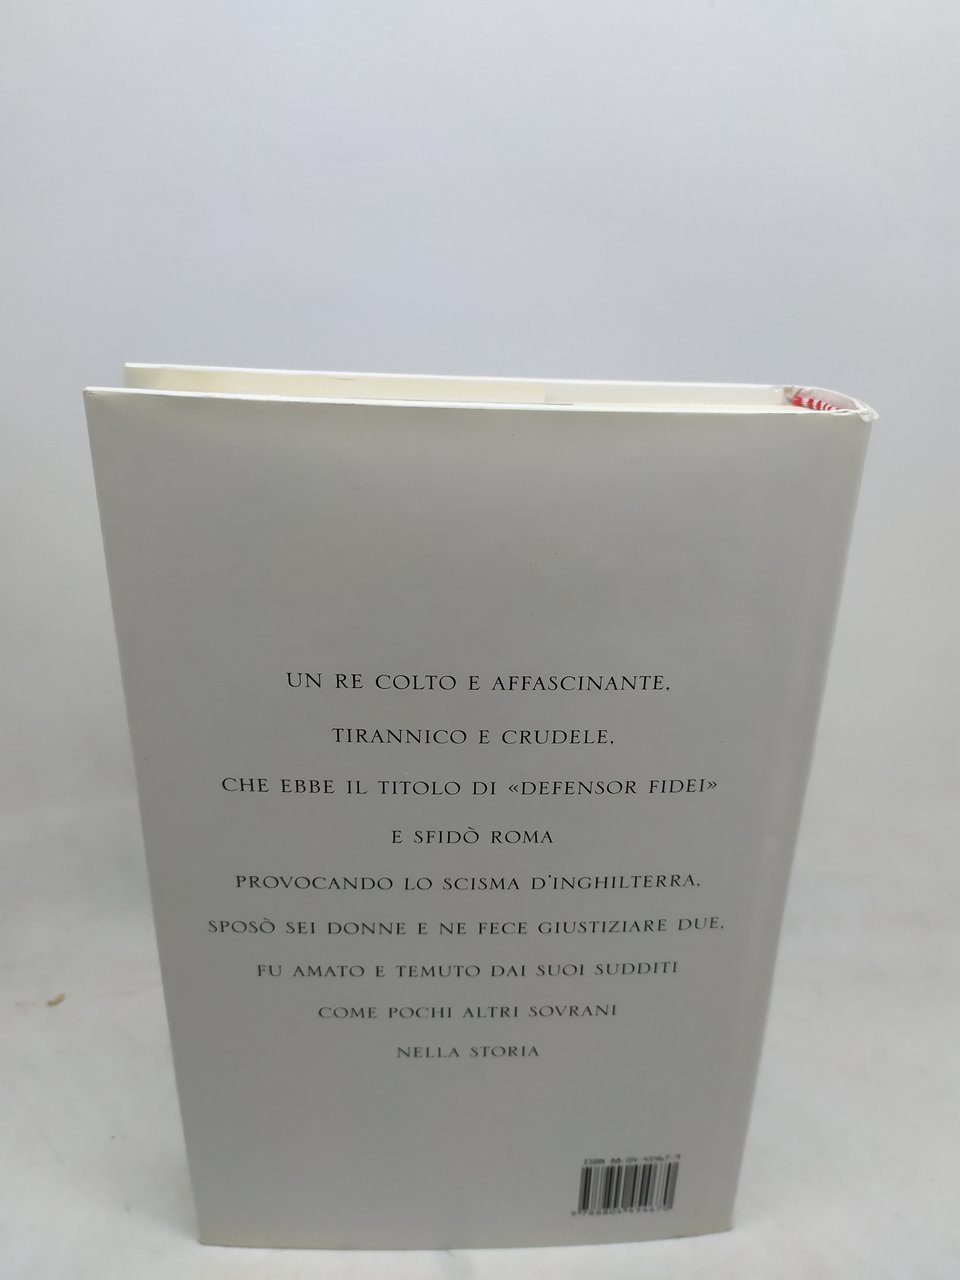 UN RE COLTO E AFFASCINANTE,
TIRANNICO E CRUDELE,
CHE EBBE IL TITOLO DI «DEFENSOR FIDEI»
E SFIDÒ ROMA
PROVOCANDO LO SCISMA D'INGHILTERRA,
SPOSÒ SEI DONNE E NE FECE GIUSTIZIARE DUE,
FU AMATO E TEMUTO DAI SUOI SUDDITI
COME POCHI ALTRI SOVRANI
NELLA STORIA
ISBN